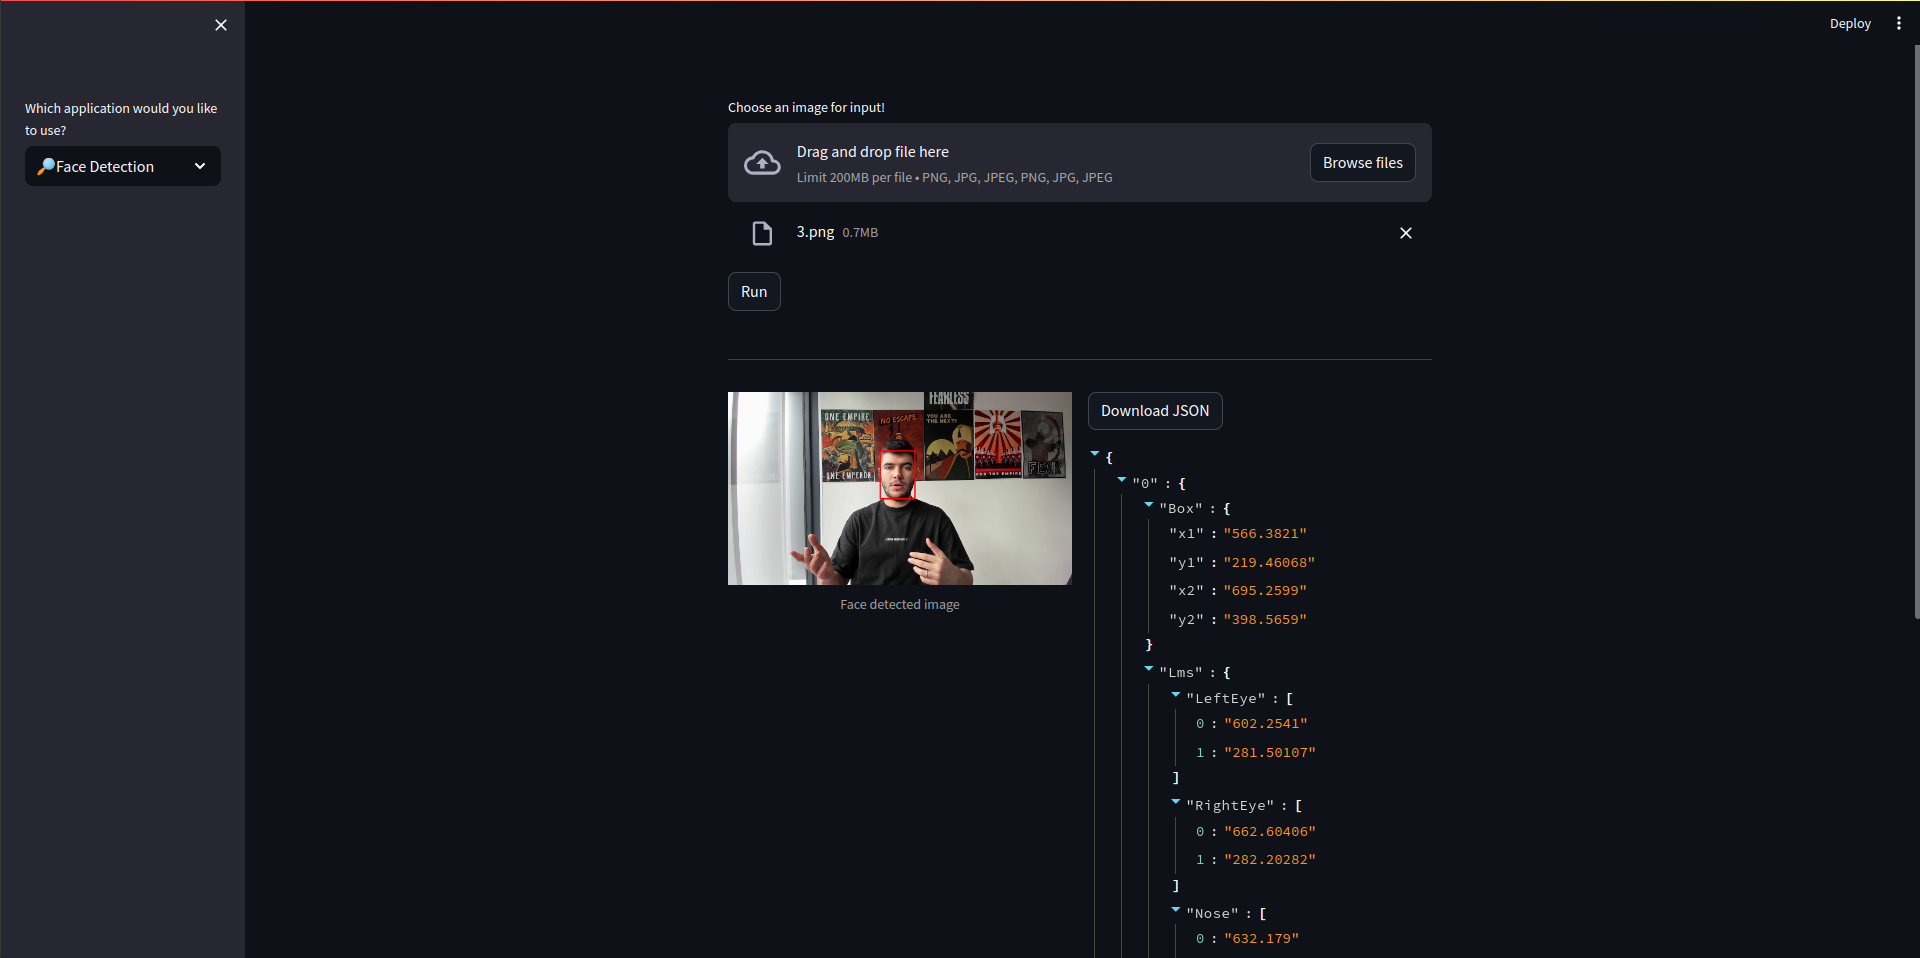 Deploy
Which application would you like
to use?
🔎Face Detection
Choose an image for input!
Drag and drop file here
Limit 200MB per file • PNG, JPG, JPEG, PNG, JPG, JPEG
Browse files
3.png 0.7MB
Run
FEARLESS
ONE EMPIRE
NO ESCAPE
YOU ARE
THE NEXT!
ONE EMPEROR
FEAR
Face detected image
Download JSON
{
"0" : {
"Box" : {
"x1" : "566.3821"
"y1" : "219.46068"
"x2" : "695.2599"
"y2" : "398.5659"
}
"Lms" : {
"LeftEye" : [
0 : "602.2541"
1 : "281.50107"
]
"RightEye" : [
0 : "662.60406"
1 : "282.20282"
]
"Nose" : [
0 : "632.179"